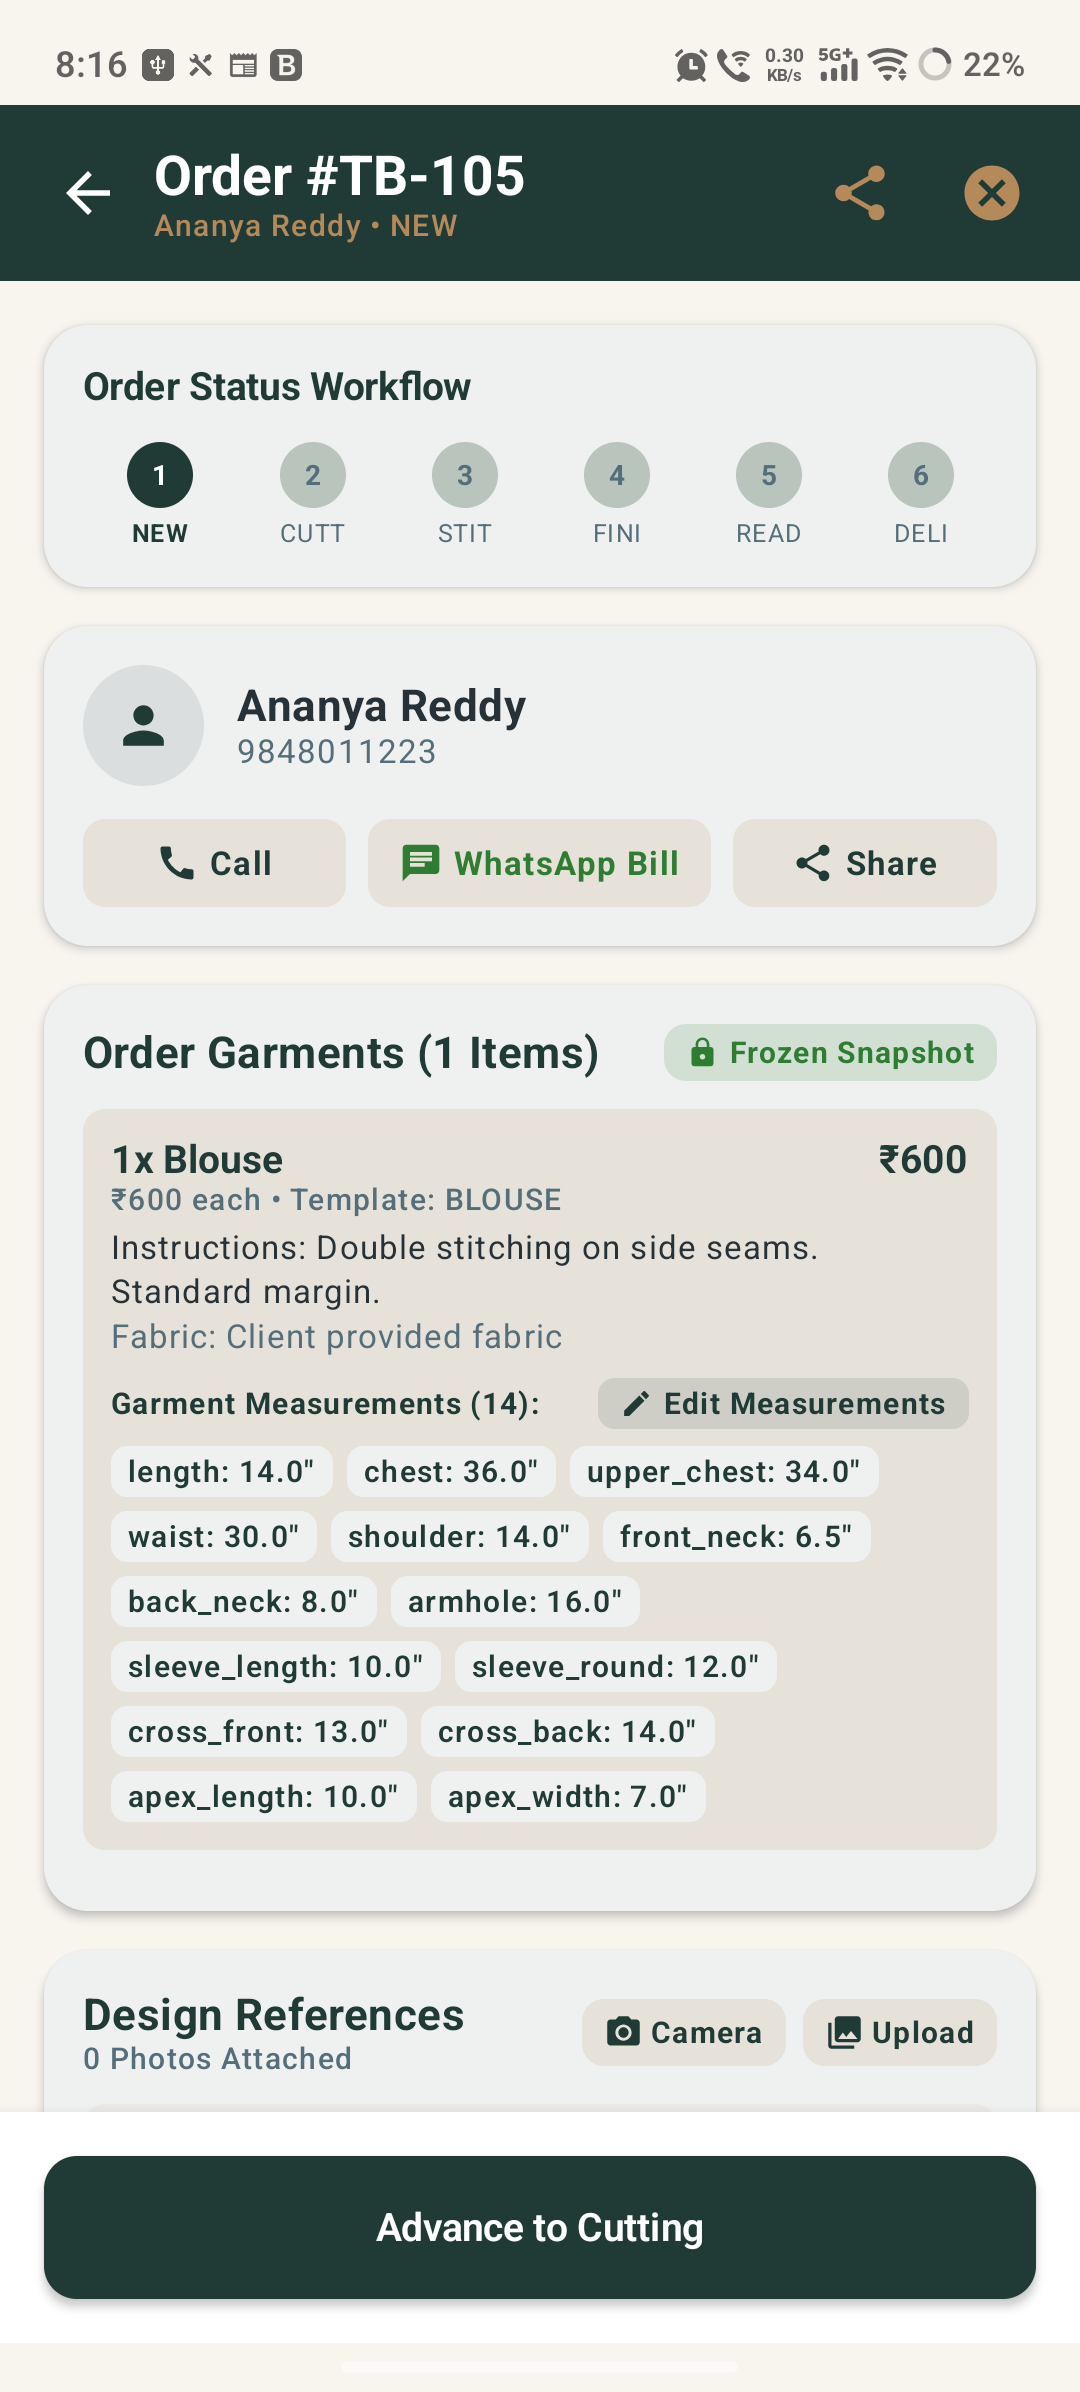 8:16 0.30 KB/s 5G+ 22%
Order #TB-105
Ananya Reddy • NEW
Order Status Workflow
1 2 3 4 5 6
NEW CUTT STIT FINI READ DELI
Ananya Reddy
9848011223
Call WhatsApp Bill Share
Order Garments (1 Items) Frozen Snapshot
1x Blouse ₹600
₹600 each • Template: BLOUSE
Instructions: Double stitching on side seams.
Standard margin.
Fabric: Client provided fabric
Garment Measurements (14): Edit Measurements
length: 14.0" chest: 36.0" upper_chest: 34.0"
waist: 30.0" shoulder: 14.0" front_neck: 6.5"
back_neck: 8.0" armhole: 16.0"
sleeve_length: 10.0" sleeve_round: 12.0"
cross_front: 13.0" cross_back: 14.0"
apex_length: 10.0" apex_width: 7.0"
Design References
0 Photos Attached
Camera Upload
Advance to Cutting